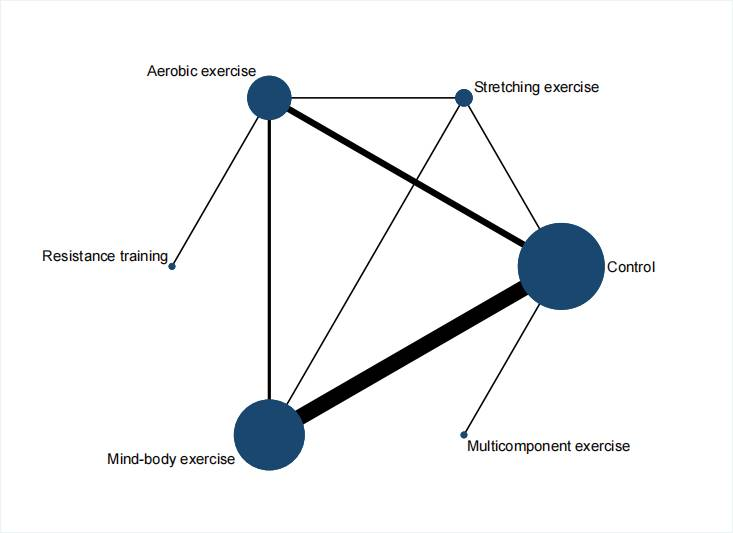 Aerobic exercise
Stretching exercise
Resistance training
Control
Multicomponent exercise
Mind-body exercise